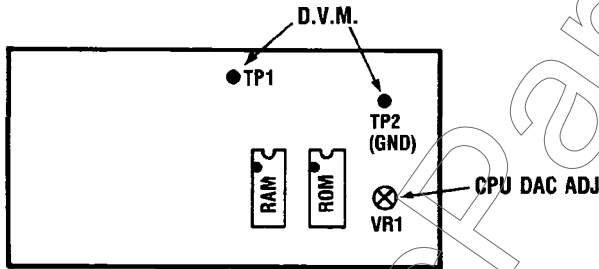 D.V.M.
TP1
TP2
(GND)
RAM
ROM
CPU DAC ADJ
VR1